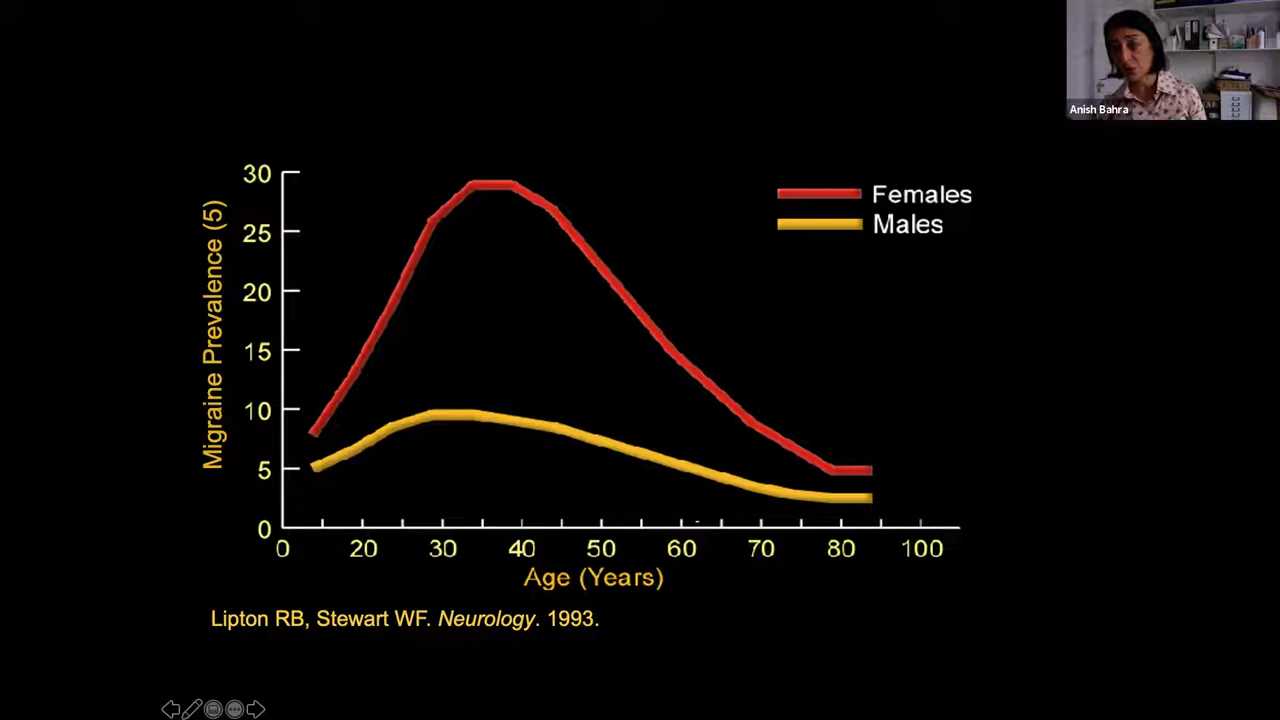 Anish Bahra
Migraine Prevalence (5)
30
25
20
15
10
5
0
Females
Males
0 20 30 40 50 60 70 80 100
Age (Years)
Lipton RB, Stewart WF. Neurology. 1993.